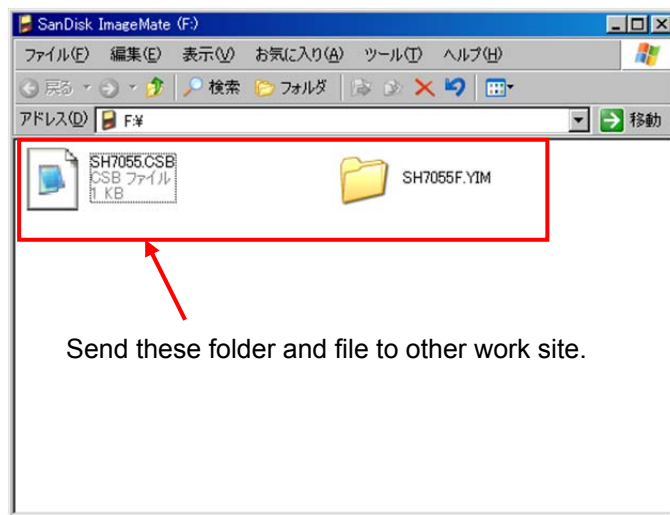 SanDisk ImageMate (F:)
ファイル(F) 編集(E) 表示(V) お気に入り(A) ツール(T) ヘルプ(H)
戻る 検索 フォルダ
アドレス(D) F:¥ 移動
SH7055.CSB
CSB ファイル
1 KB
SH7055F.YIM
Send these folder and file to other work site.